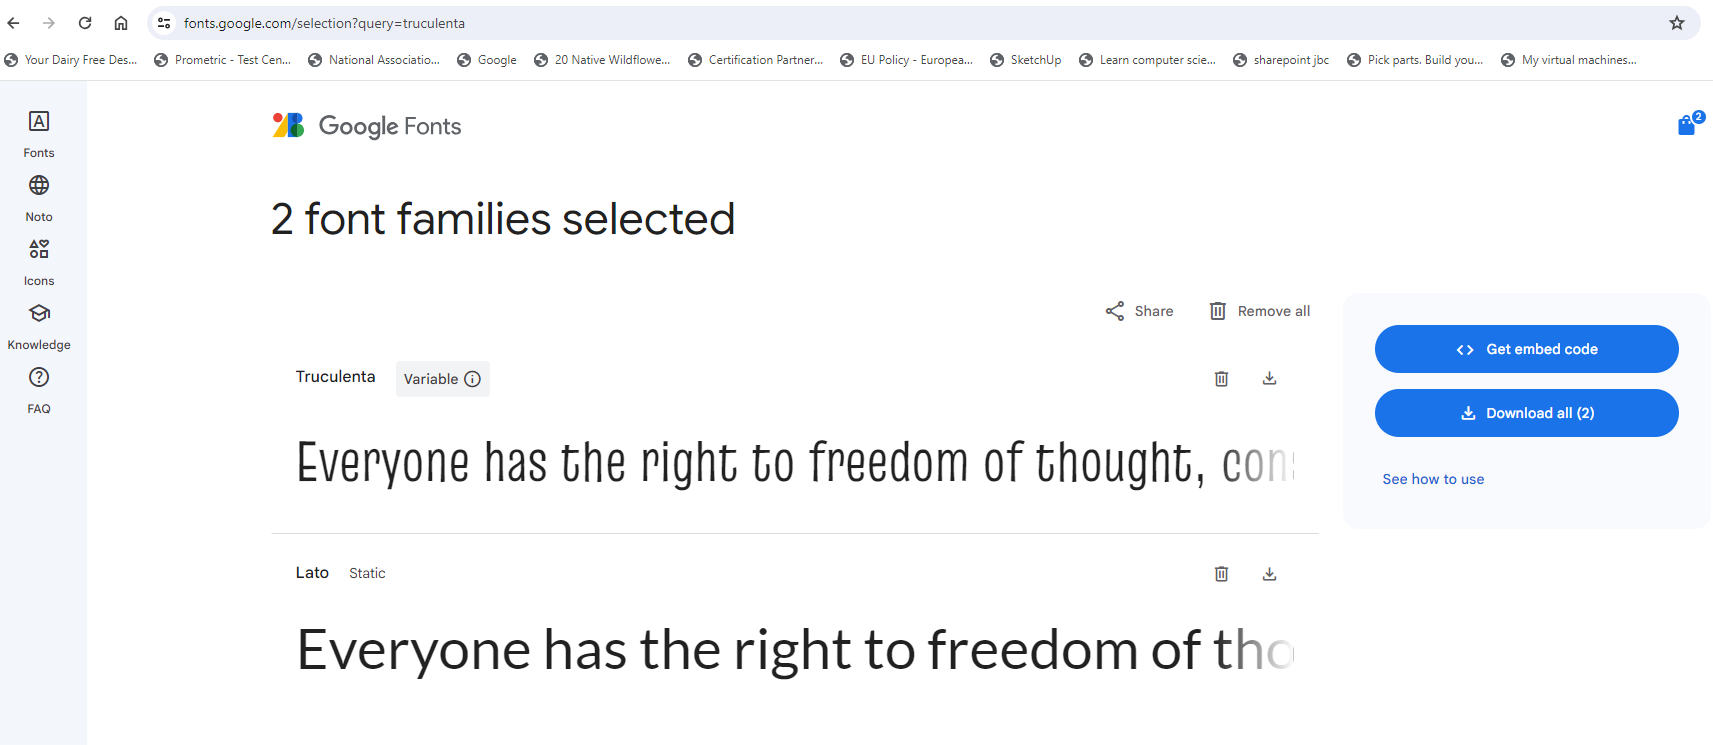 fonts.google.com/selection?query=truculenta
Your Dairy Free Des... Prometric - Test Cen... National Associatio... Google 20 Native Wildflowe... Certification Partner... EU Policy - Europea... SketchUp Learn computer scie... sharepoint jbc Pick parts. Build you... My virtual machines...
Fonts
Noto
Icons
Knowledge
FAQ
Google Fonts
2
2 font families selected
Share Remove all
Truculenta Variable
Everyone has the right to freedom of thought, cons
Lato Static
Everyone has the right to freedom of tho
Get embed code
Download all (2)
See how to use